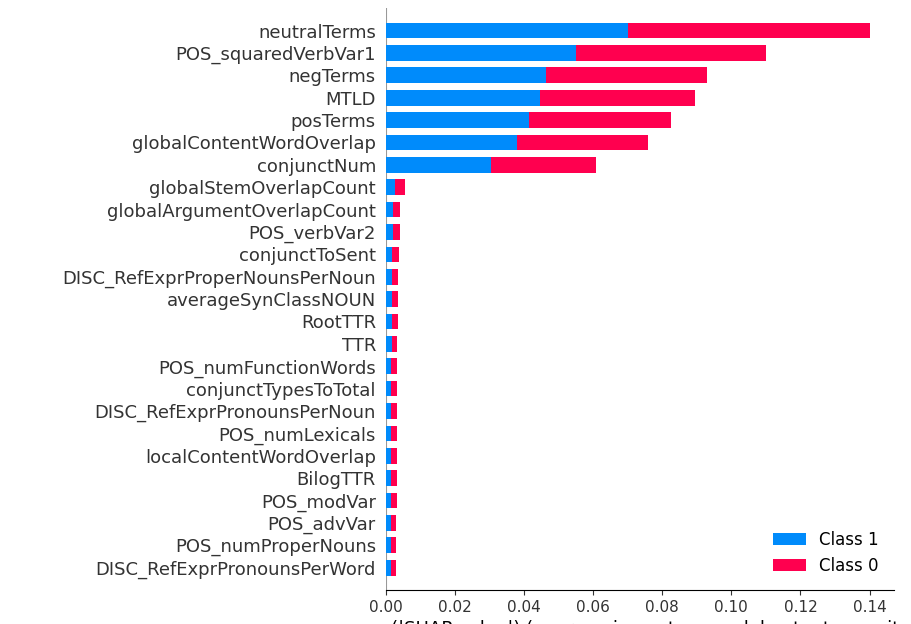 neutralTerms
POS_squaredVerbVar1
negTerms
MTLD
posTerms
globalContentWordOverlap
conjunctNum
globalStemOverlapCount
globalArgumentOverlapCount
POS_verbVar2
conjunctToSent
DISC_RefExprProperNounsPerNoun
averageSynClassNOUN
RootTTR
TTR
POS_numFunctionWords
conjunctTypesToTotal
DISC_RefExprPronounsPerNoun
POS_numLexicals
localContentWordOverlap
BilogTTR
POS_modVar
POS_advVar
POS_numProperNouns
DISC_RefExprPronounsPerWord
Class 1
Class 0
0.00 0.02 0.04 0.06 0.08 0.10 0.12 0.14